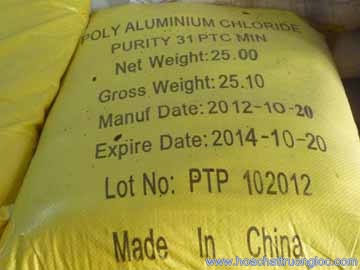 POLY ALUMINIUM CHLORIDE
PURITY 31 PTC MIN
Net Weight: 25.00
Gross Weight: 25.10
Manuf Date: 2012-10-20
Expire Date: 2014-10-20
Lot No: PTP 102012
Made In China
www.hoachattruongloc.com